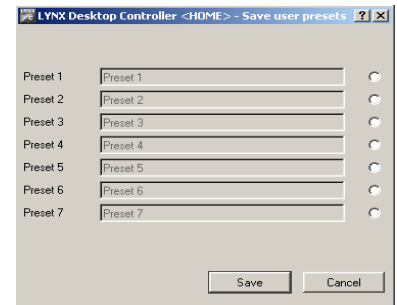 LYNX Desktop Controller <HOME> - Save user presets
Preset 1 Preset 1
Preset 2 Preset 2
Preset 3 Preset 3
Preset 4 Preset 4
Preset 5 Preset 5
Preset 6 Preset 6
Preset 7 Preset 7
Save Cancel